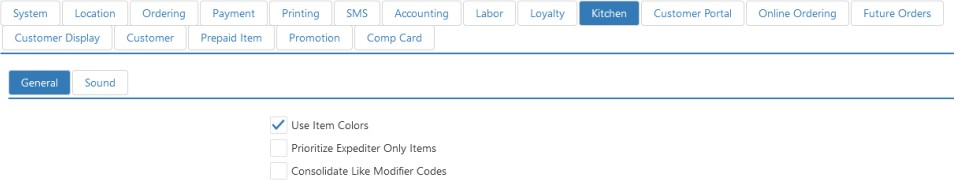 System Location Ordering Payment Printing SMS Accounting Labor Loyalty Kitchen Customer Portal Online Ordering Future Orders
Customer Display Customer Prepaid Item Promotion Comp Card
General Sound
Use Item Colors
Prioritize Expediter Only Items
Consolidate Like Modifier Codes